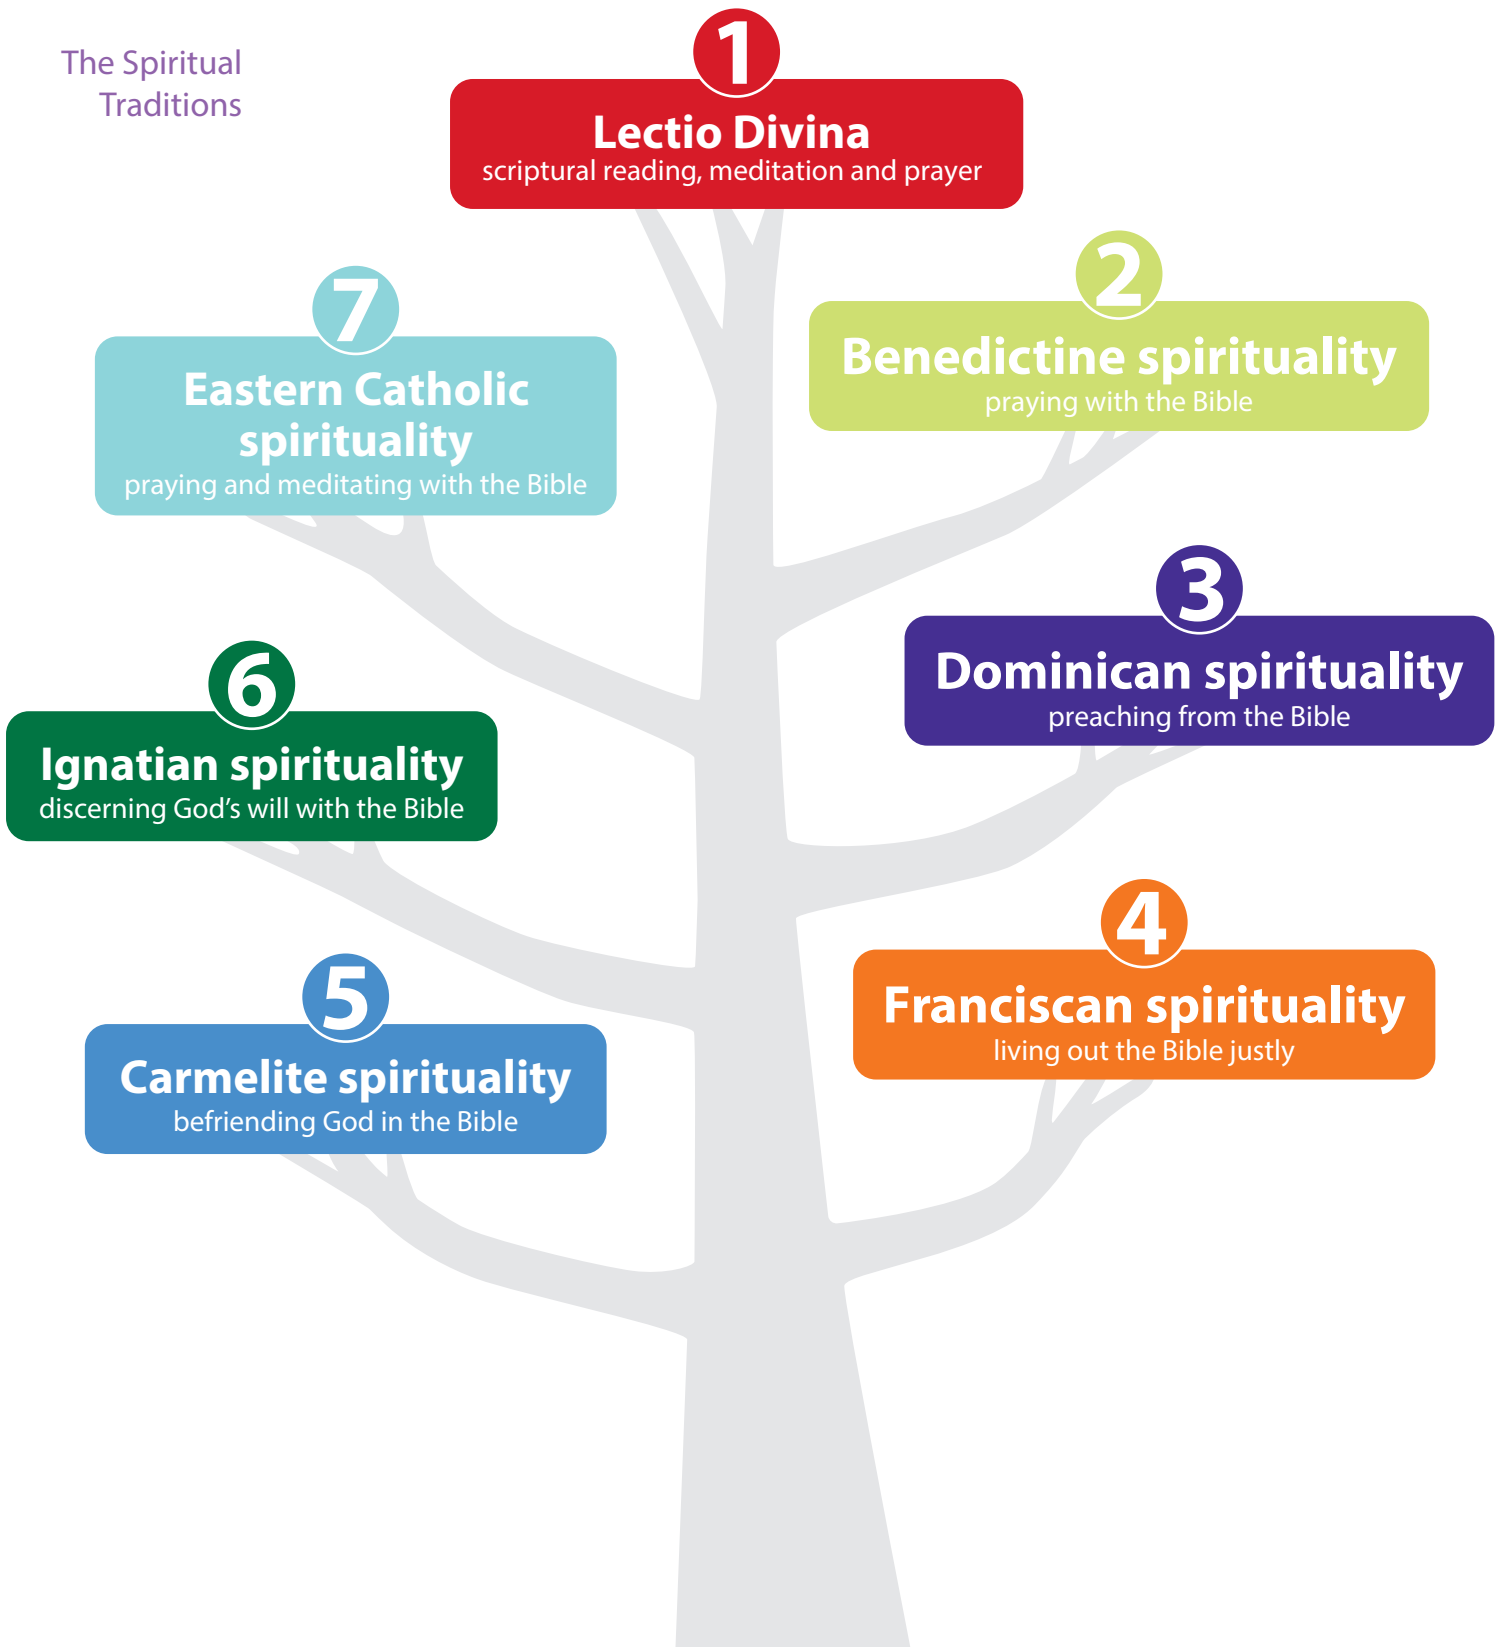 The Spiritual
Traditions
1
Lectio Divina
scriptural reading, meditation and prayer
2
Benedictine spirituality
praying with the Bible
3
Dominican spirituality
preaching from the Bible
4
Franciscan spirituality
living out the Bible justly
5
Carmelite spirituality
befriending God in the Bible
6
Ignatian spirituality
discerning God’s will with the Bible
7
Eastern Catholic
spirituality
praying and meditating with the Bible